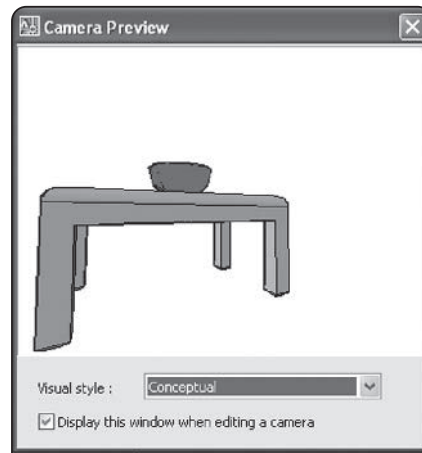 Camera Preview
Visual style :
Conceptual
Display this window when editing a camera